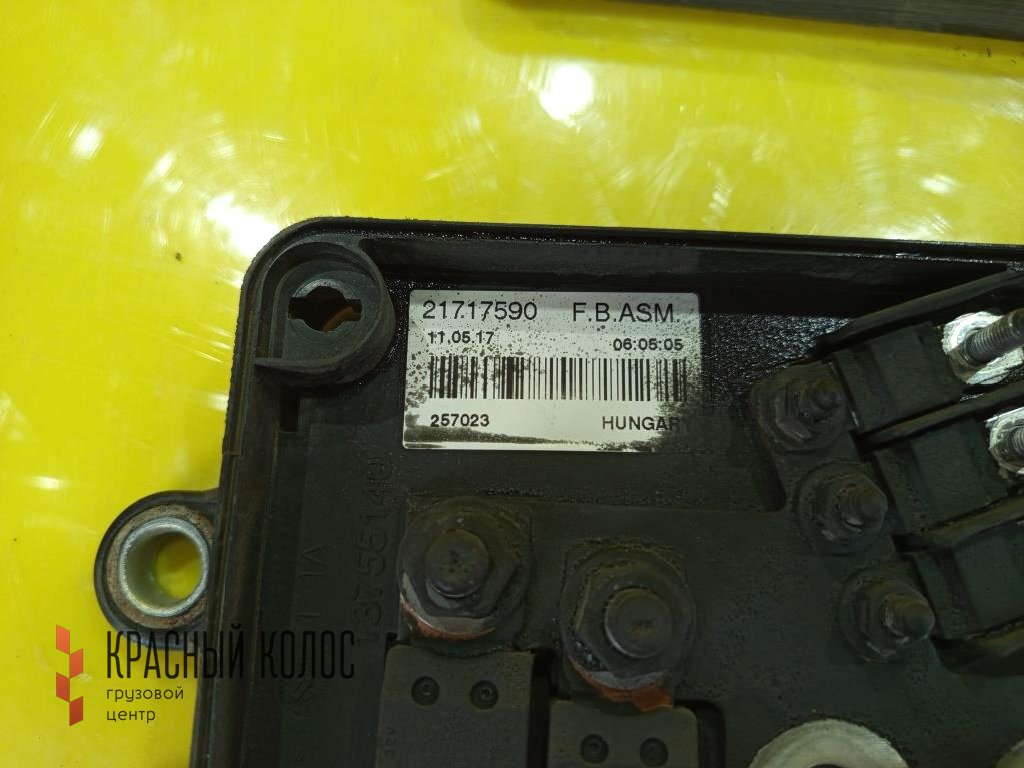 21717590 F.B.ASM.
11.05.17 06:05:05
257023 HUNGARY
КРАСНЫЙ КОЛОС
грузовой
центр